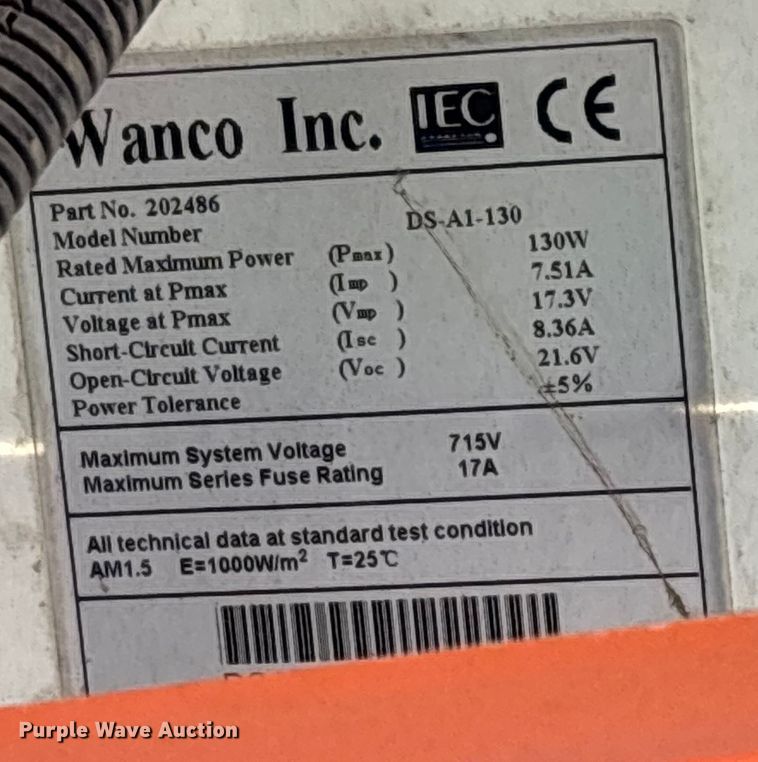 Wanco Inc. IEC CE
Part No. 202486
Model Number DS-A1-130
Rated Maximum Power (Pmax) 130W
Current at Pmax (Imp) 7.51A
Voltage at Pmax (Vmp) 17.3V
Short-Circuit Current (Isc) 8.36A
Open-Circuit Voltage (Voc) 21.6V
Power Tolerance ±5%
Maximum System Voltage 715V
Maximum Series Fuse Rating 17A
All technical data at standard test condition
AM1.5 E=1000W/m² T=25℃
Purple Wave Auction